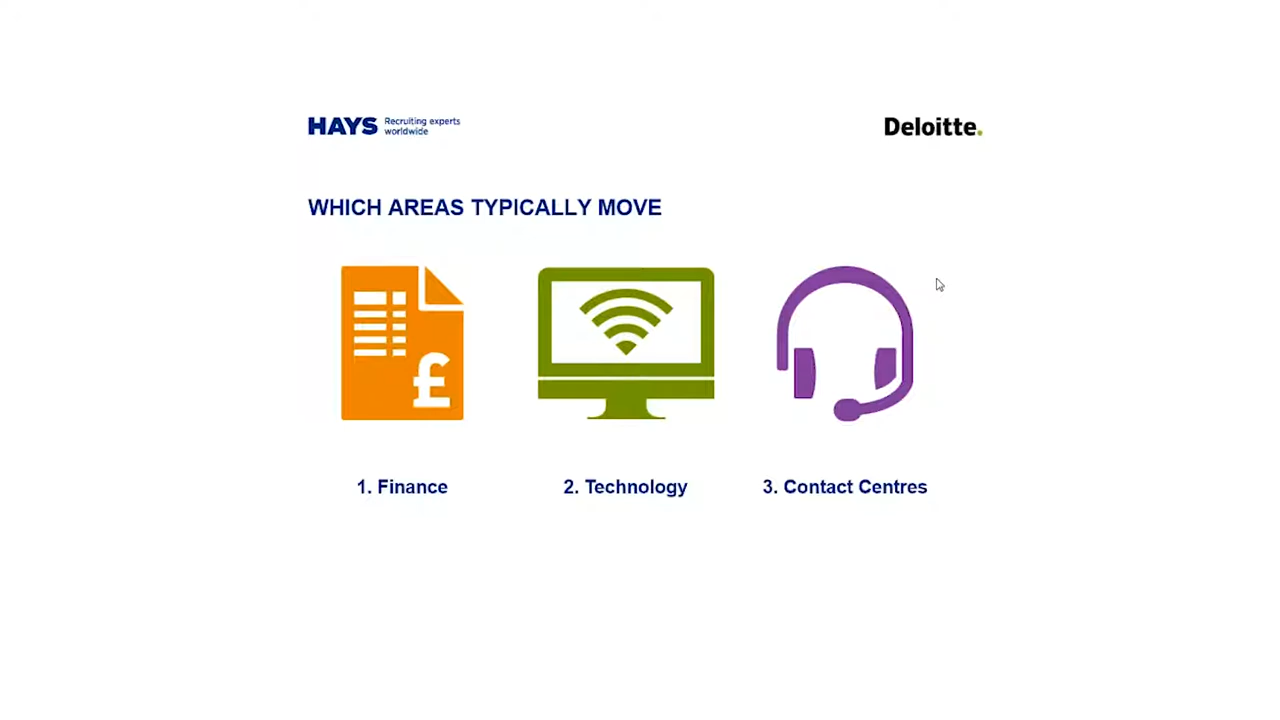 HAYS Recruiting experts
worldwide
Deloitte.
WHICH AREAS TYPICALLY MOVE
£
1. Finance
2. Technology
3. Contact Centres